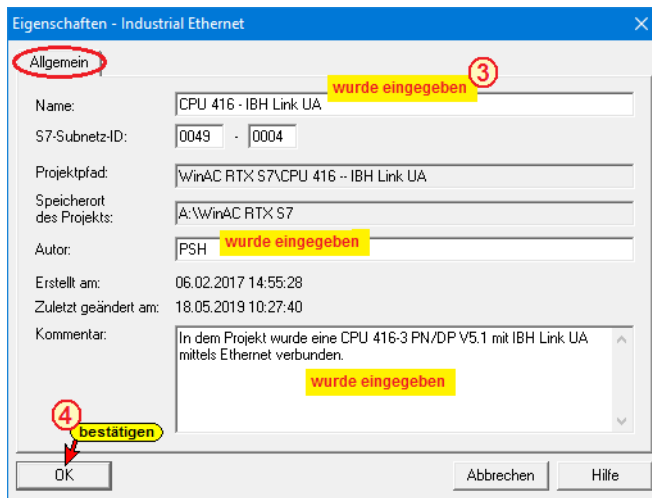 Eigenschaften - Industrial Ethernet
Allgemein
3
wurde eingegeben
Name: CPU 416 - IBH Link UA
S7-Subnetz-ID: 0049 - 0004
Projektpfad: WinAC RTX S7\CPU 416 -- IBH Link UA
Speicherort
des Projekts: A:\WinAC RTX S7
Autor: PSH wurde eingegeben
Erstellt am: 06.02.2017 14:55:28
Zuletzt geändert am: 18.05.2019 10:27:40
Kommentar: In dem Projekt wurde eine CPU 416-3 PN/DP V5.1 mit IBH Link UA
mittels Ethernet verbunden.
wurde eingegeben
4
bestätigen
OK Abbrechen Hilfe